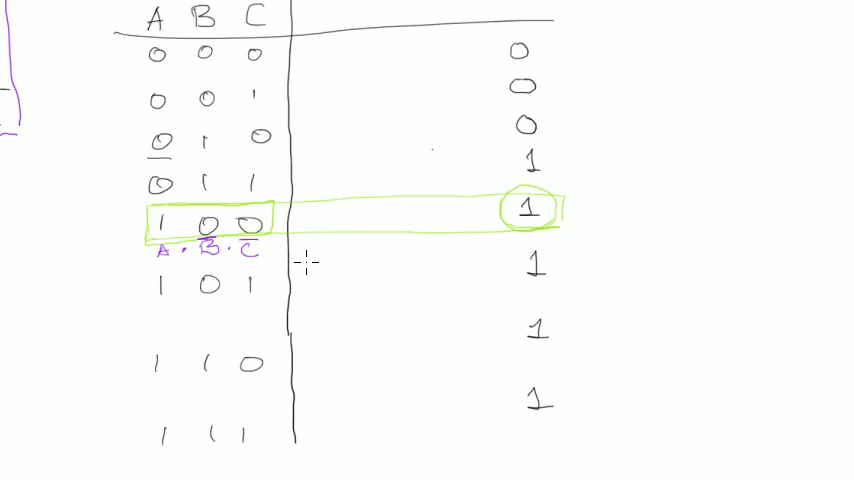 A B C
0 0 0 0
0 0 1 0
0 1 0 0
0 1 1 1
1 0 0 1
A · B̅ · C̅
1 0 1 1
1 1 0 1
1 1 1 1